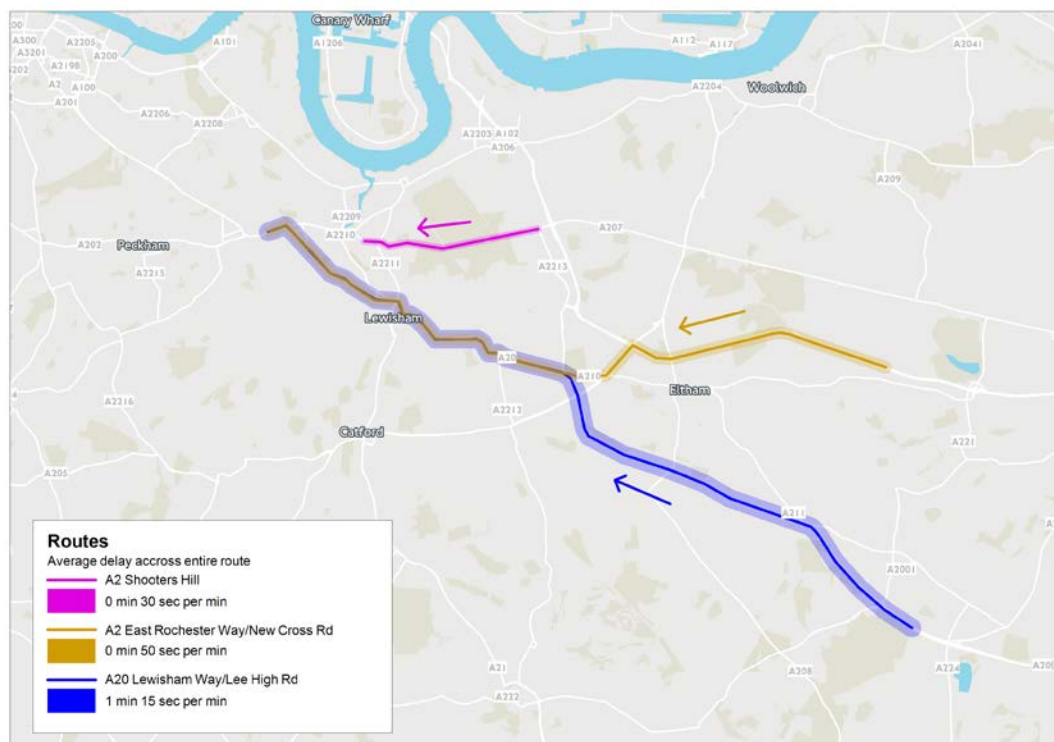 Canary Wharf
A300
A3201
A2205
A200
A2198
A2
A100
A201
A101
A1206
A112
A117
A2041
Woolwich
A2204
A2206
A2208
A2203
A102
A206
A209
A2209
A2210
A202
Peckham
A2215
A2211
A207
A2213
Lewisham
A20
A210
Eltham
A221
A2216
A2212
Catford
A205
A211
A2001
A21
A222
A208
A224
Routes
Average delay accross entire route
A2 Shooters Hill
0 min 30 sec per min
A2 East Rochester Way/New Cross Rd
0 min 50 sec per min
A20 Lewisham Way/Lee High Rd
1 min 15 sec per min